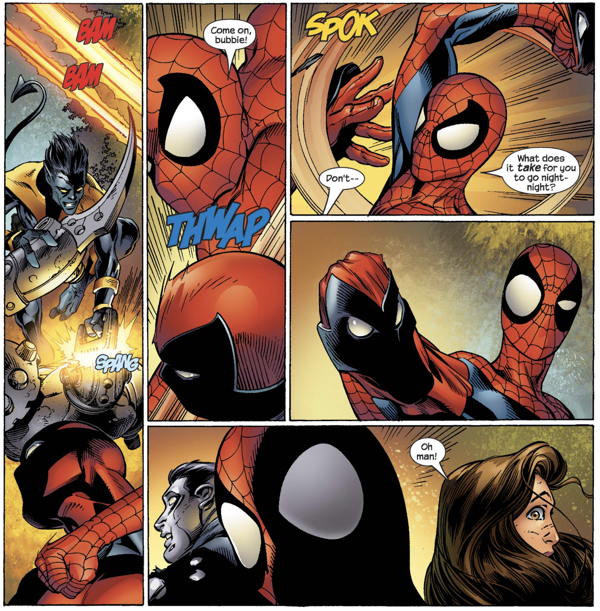 BAM
BAM
SPANG
Come on,
bubbie!
THWAP
SPOK
Don't--
What does
it take for you
to go night-
night?
Oh
man!